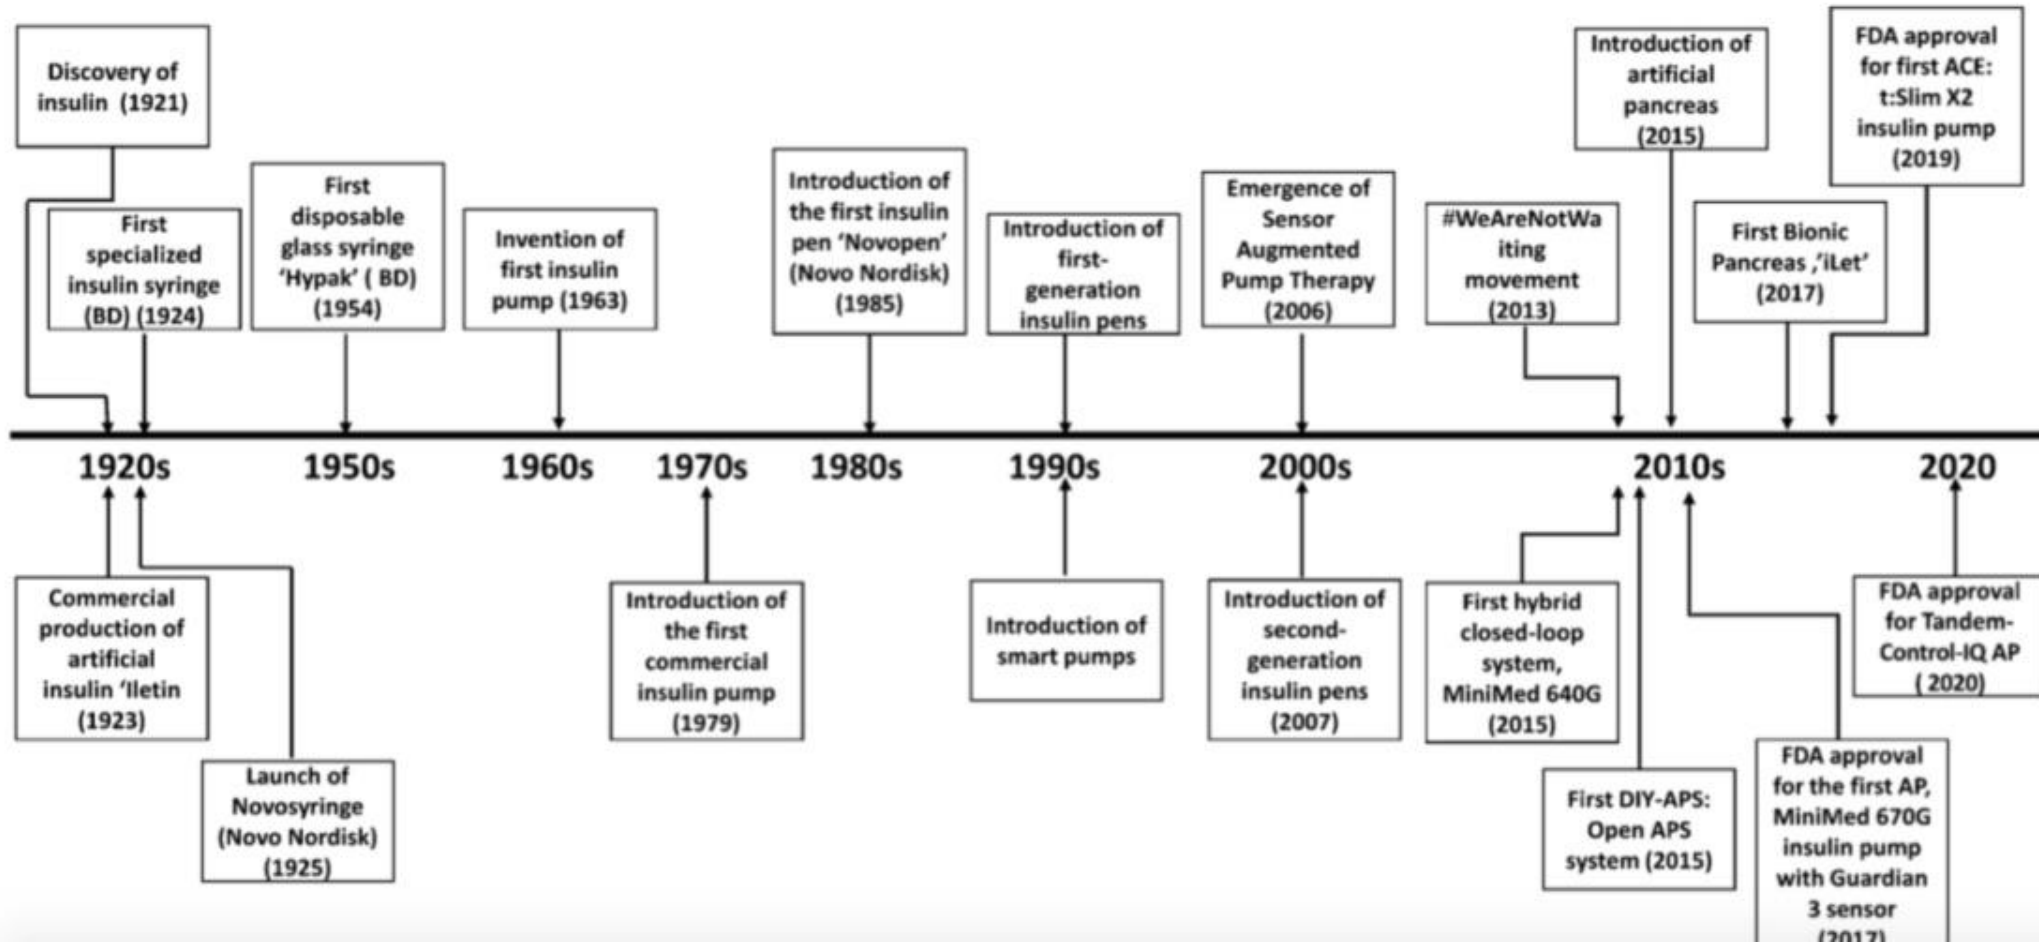 Discovery of
insulin (1921)
First
specialized
insulin syringe
(BD) (1924)
First
disposable
glass syringe
‘Hypak’ ( BD)
(1954)
Invention of
first insulin
pump (1963)
Introduction of
the first insulin
pen ‘Novopen’
(Novo Nordisk)
(1985)
Introduction of
first-
generation
insulin pens
Emergence of
Sensor
Augmented
Pump Therapy
(2006)
#WeAreNotWa
iting
movement
(2013)
Introduction of
artificial
pancreas
(2015)
First Bionic
Pancreas ,’iLet’
(2017)
FDA approval
for first ACE:
t:Slim X2
insulin pump
(2019)
1920s 1950s 1960s 1970s 1980s 1990s 2000s 2010s 2020
Commercial
production of
artificial
insulin ‘Iletin
(1923)
Launch of
Novosyringe
(Novo Nordisk)
(1925)
Introduction of
the first
commercial
insulin pump
(1979)
Introduction of
smart pumps
Introduction of
second-
generation
insulin pens
(2007)
First hybrid
closed-loop
system,
MiniMed 640G
(2015)
First DIY-APS:
Open APS
system (2015)
FDA approval
for the first AP,
MiniMed 670G
insulin pump
with Guardian
3 sensor
(2017)
FDA approval
for Tandem-
Control-IQ AP
( 2020)